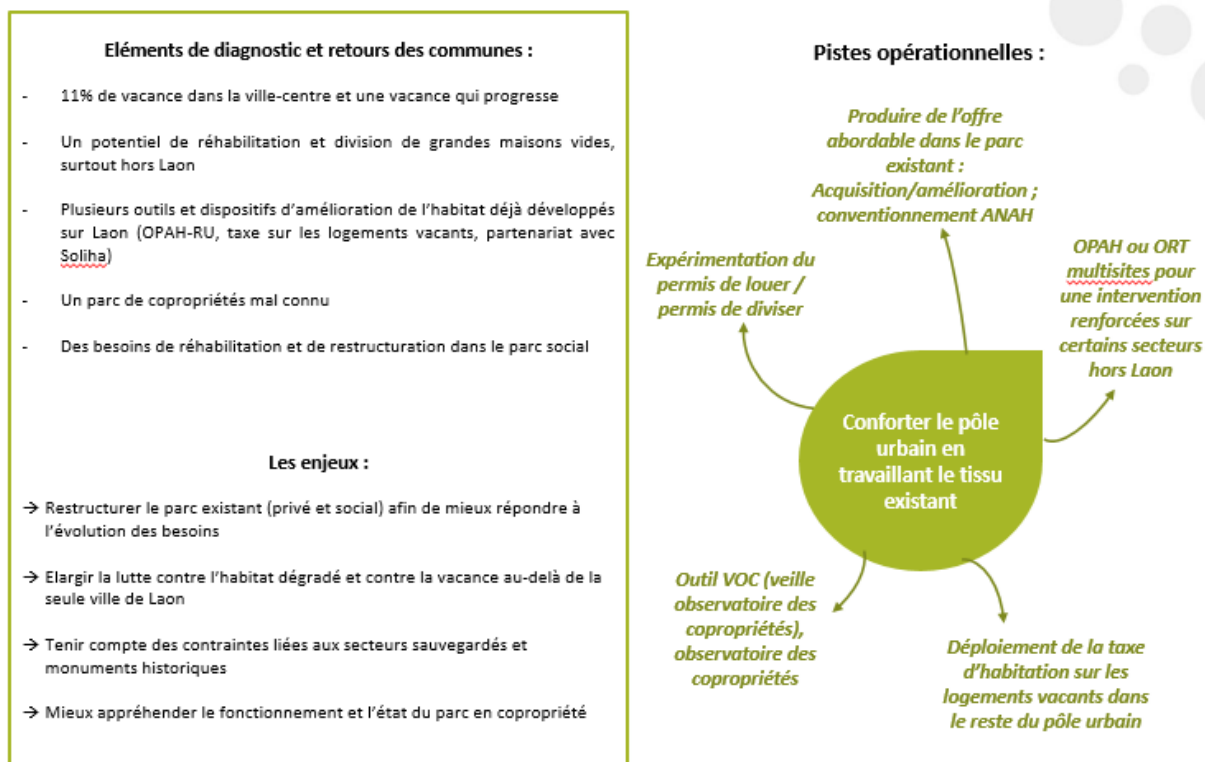 Eléments de diagnostic et retours des communes :
- 11% de vacance dans la ville-centre et une vacance qui progresse
- Un potentiel de réhabilitation et division de grandes maisons vides,
surtout hors Laon
- Plusieurs outils et dispositifs d’amélioration de l’habitat déjà développés
sur Laon (OPAH-RU, taxe sur les logements vacants, partenariat avec
Soliha)
- Un parc de copropriétés mal connu
- Des besoins de réhabilitation et de restructuration dans le parc social
Les enjeux :
→ Restructurer le parc existant (privé et social) afin de mieux répondre à
l’évolution des besoins
→ Elargir la lutte contre l’habitat dégradé et contre la vacance au-delà de la
seule ville de Laon
→ Tenir compte des contraintes liées aux secteurs sauvegardés et
monuments historiques
→ Mieux appréhender le fonctionnement et l’état du parc en copropriété
Pistes opérationnelles :
Produire de l’offre
abordable dans le parc
existant :
Acquisition/amélioration ;
conventionnement ANAH
Expérimentation du
permis de louer /
permis de diviser
OPAH ou ORT
multisites pour
une intervention
renforcées sur
certains secteurs
hors Laon
Conforter le pôle
urbain en
travaillant le tissu
existant
Outil VOC (veille
observatoire des
copropriétés),
observatoire des
copropriétés
Déploiement de la taxe
d’habitation sur les
logements vacants dans
le reste du pôle urbain